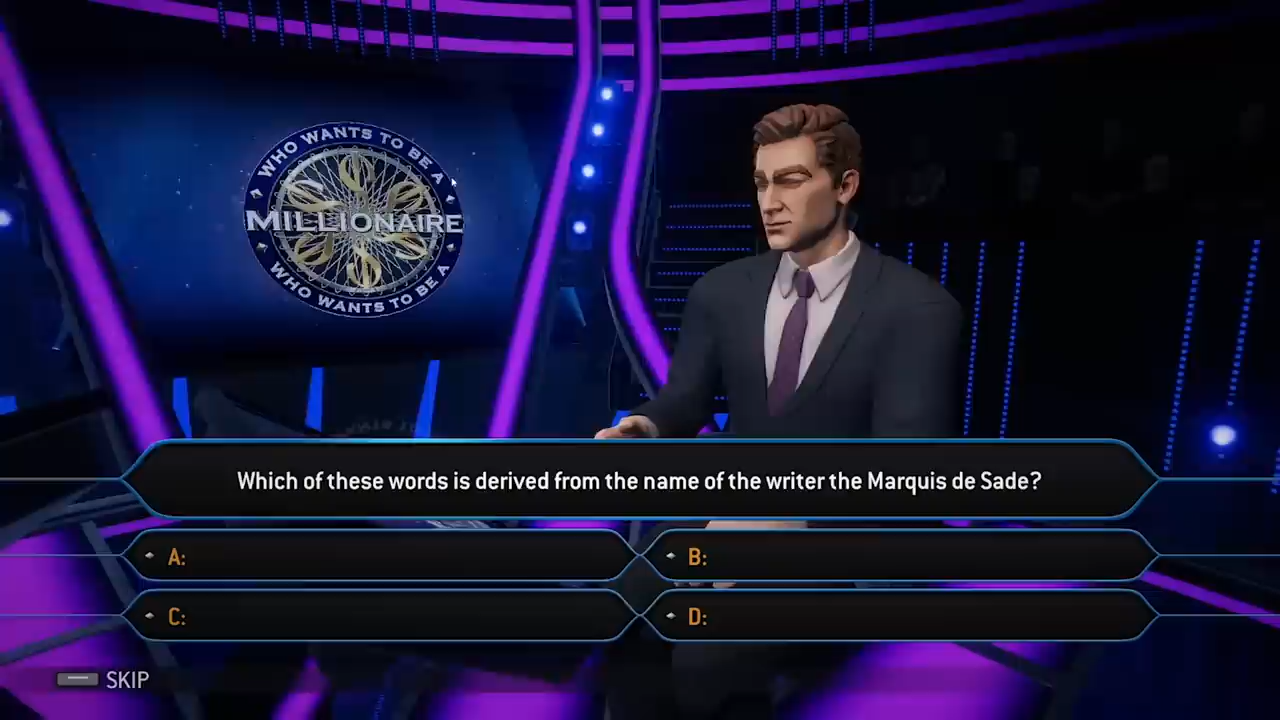 WHO WANTS TO BE A
MILLIONAIRE
WHO WANTS TO BE A
Which of these words is derived from the name of the writer the Marquis de Sade?
A:
B:
C:
D:
SKIP